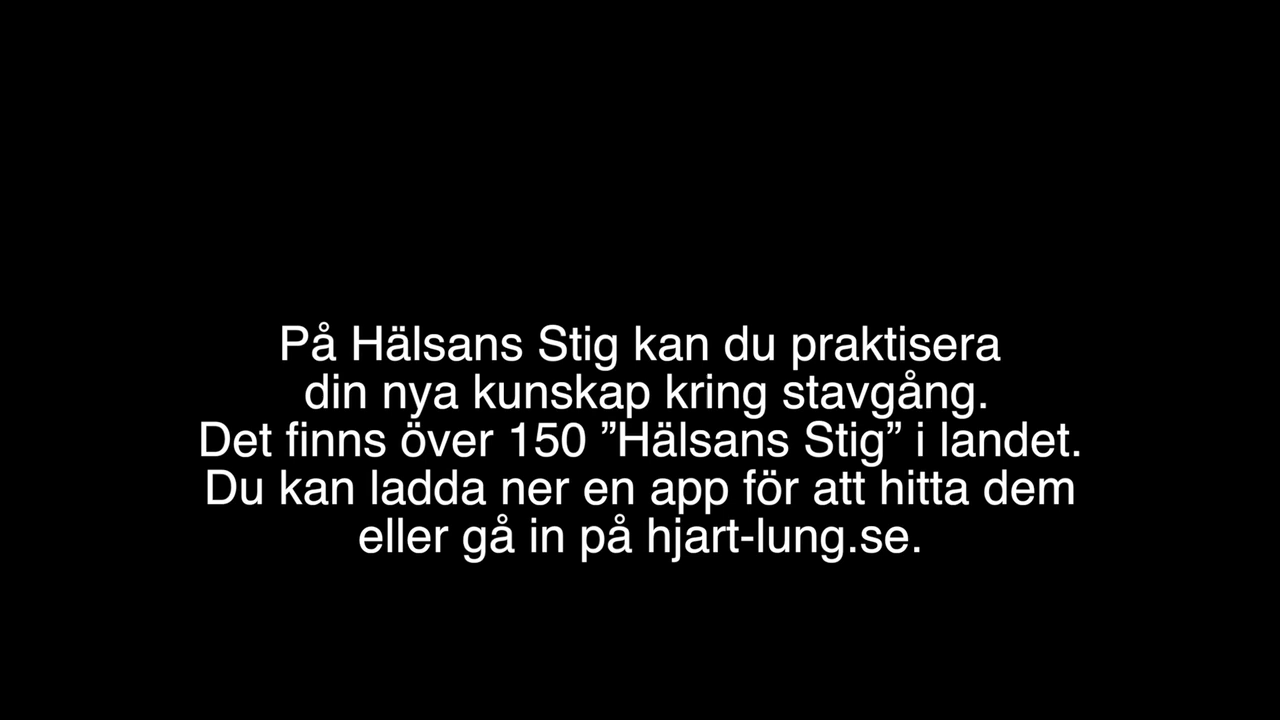 På Hälsans Stig kan du praktisera
din nya kunskap kring stavgång.
Det finns över 150 ”Hälsans Stig” i landet.
Du kan ladda ner en app för att hitta dem
eller gå in på hjart-lung.se.